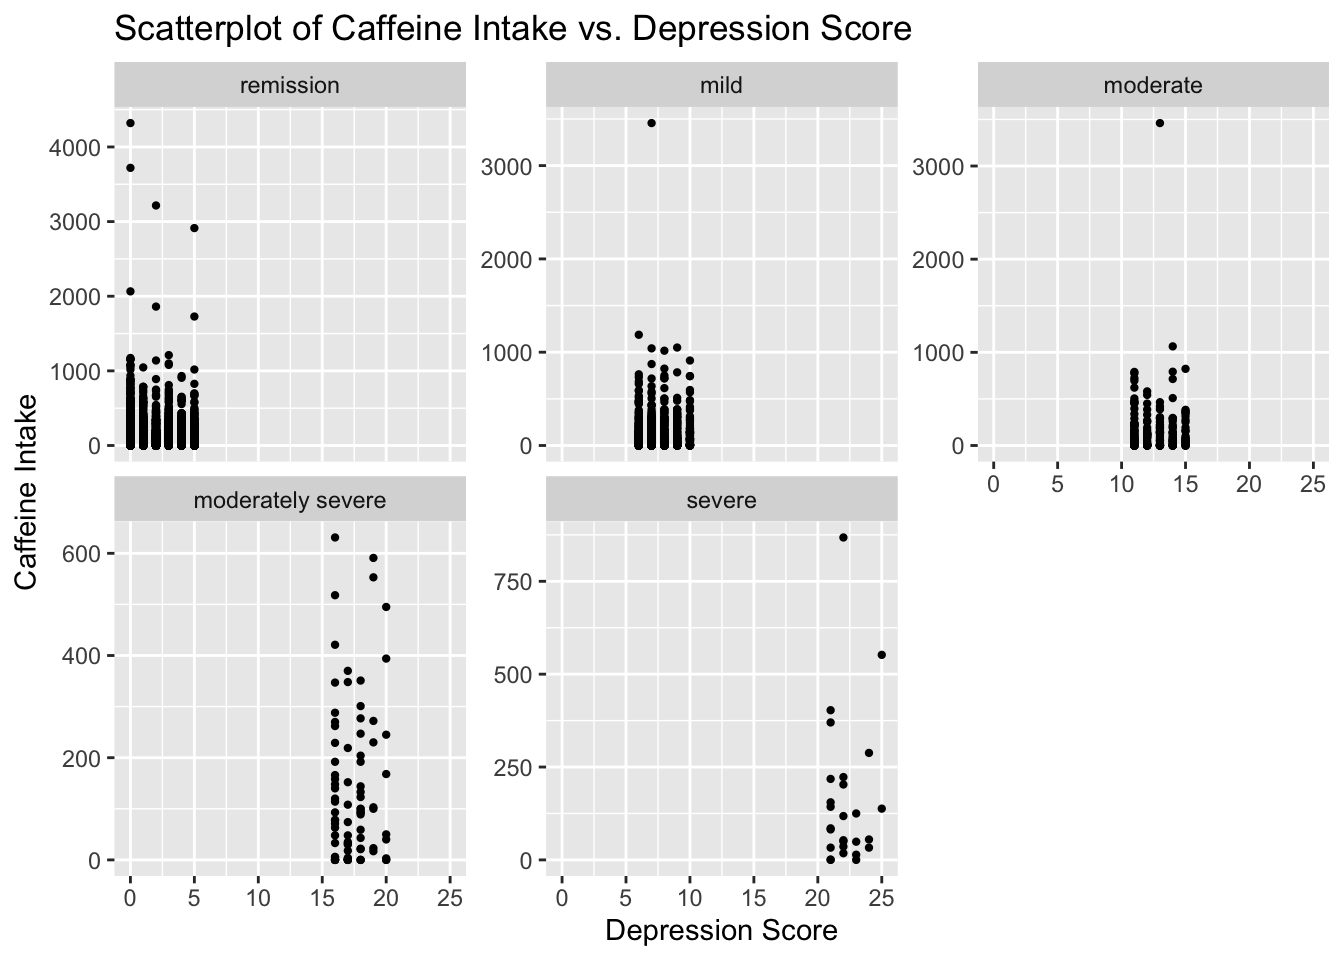 Scatterplot of Caffeine Intake vs. Depression Score
remission
mild
moderate
4000
3000
2000
1000
0
3000
2000
1000
0
3000
2000
1000
0
0 5 10 15 20 25
Caffeine Intake
moderately severe
severe
600
400
200
0
750
500
250
0
0 5 10 15 20 25
0 5 10 15 20 25
Depression Score